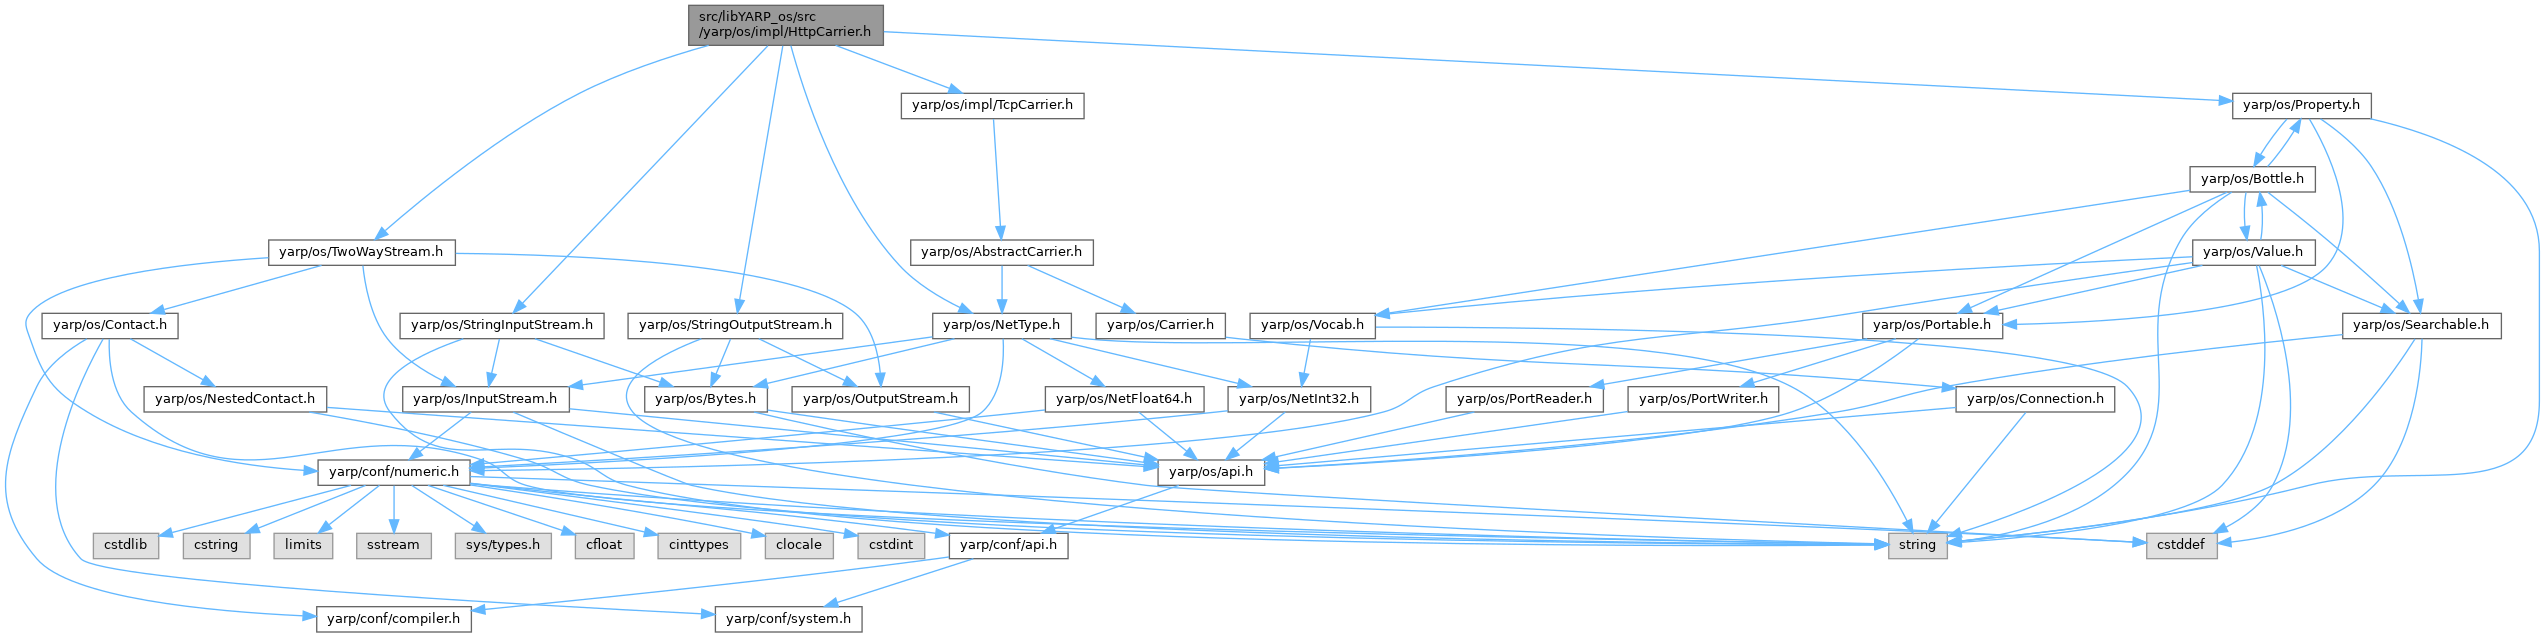 src/libYARP_os/src
/yarp/os/impl/HttpCarrier.h
yarp/os/impl/TcpCarrier.h
yarp/os/Property.h
yarp/os/Bottle.h
yarp/os/TwoWayStream.h
yarp/os/AbstractCarrier.h
yarp/os/Value.h
yarp/os/Contact.h
yarp/os/StringInputStream.h
yarp/os/StringOutputStream.h
yarp/os/NetType.h
yarp/os/Carrier.h
yarp/os/Vocab.h
yarp/os/Portable.h
yarp/os/Searchable.h
yarp/os/NestedContact.h
yarp/os/InputStream.h
yarp/os/Bytes.h
yarp/os/OutputStream.h
yarp/os/NetFloat64.h
yarp/os/NetInt32.h
yarp/os/PortReader.h
yarp/os/PortWriter.h
yarp/os/Connection.h
yarp/conf/numeric.h
yarp/os/api.h
cstdlib
cstring
limits
sstream
sys/types.h
cfloat
cinttypes
clocale
cstdint
yarp/conf/api.h
string
cstddef
yarp/conf/compiler.h
yarp/conf/system.h